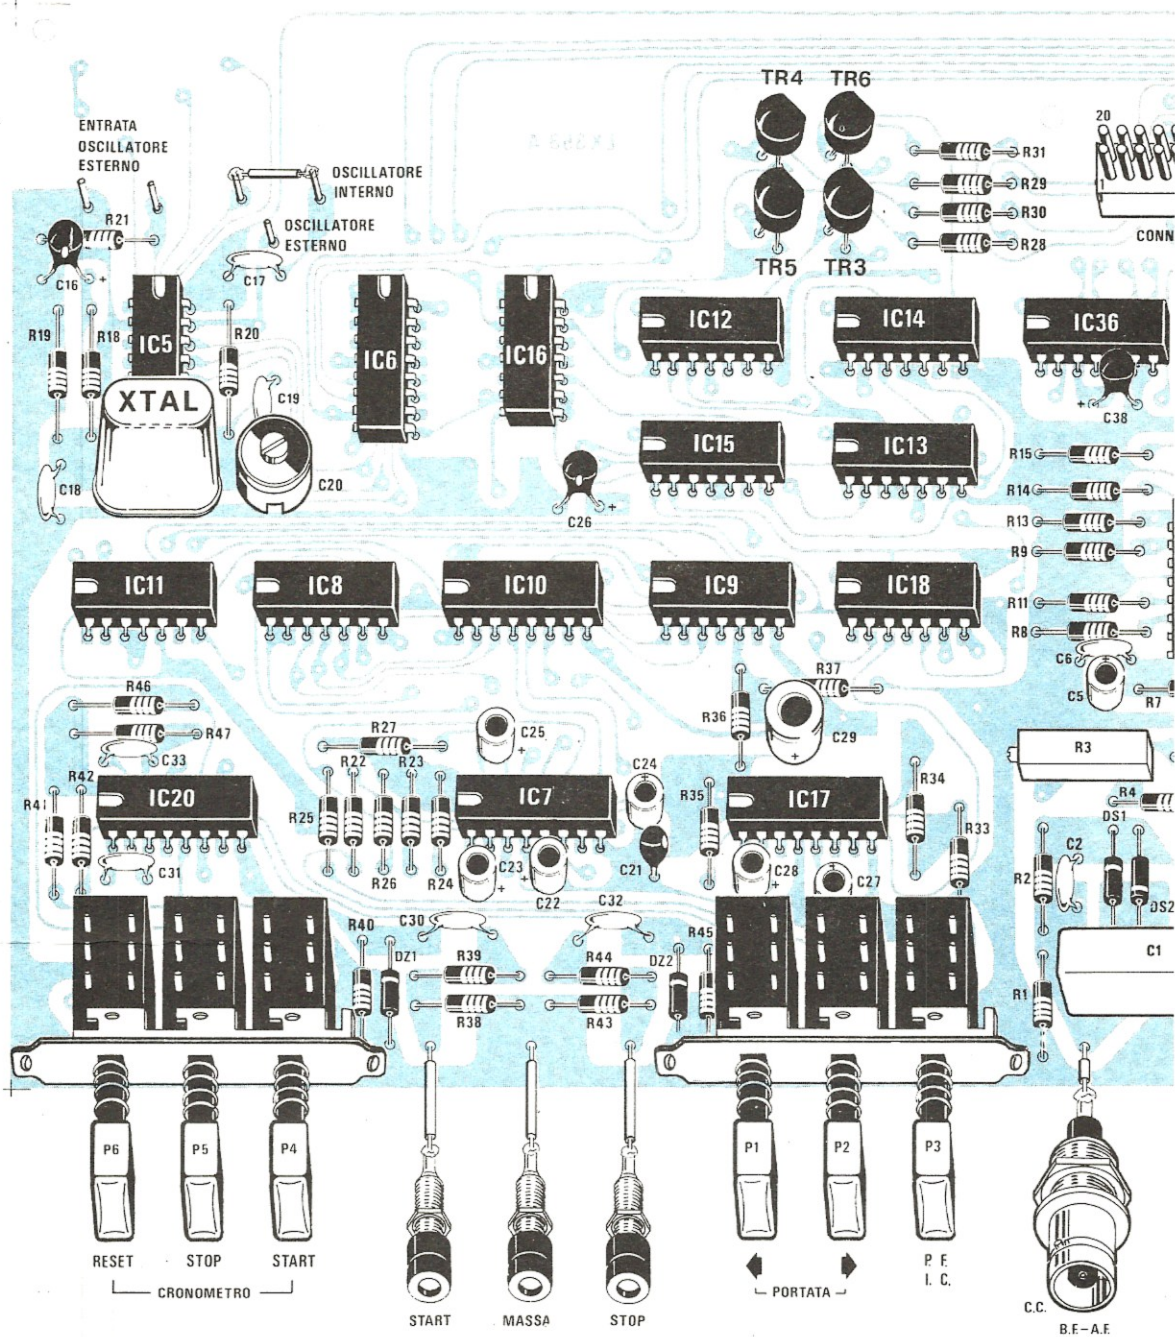 TR4 TR6
20
ENTRATA
OSCILLATORE
ESTERNO
OSCILLATORE
INTERNO
R31
R29
1
R30
R21
OSCILLATORE
ESTERNO
R28
CONN
TR5 TR3
C16 +
C17
R19 R18 IC5 R20
IC6
IC16
IC12 IC14 IC36
XTAL
C19
+ C38
IC15 IC13
R15
C18
C20
R14
C26 +
R13
R9
IC11 IC8 IC10 IC9 IC18
R11
R8
C6
C5 +
R7
R46
R37
R47
R36
C33
R27
C25 +
C29 +
R3
R22 R23
C24 +
R42
R41
IC20
R25
IC7
R35
IC17
R34
R4
DS1
R33
C2
C31
R26
R24
C23 +
C22 +
C21
C28 +
C27 +
R2
DS2
C30
C32
R40
DZ1
R39
R44
DZ2
R45
C1
R38
R43
R1
P6 P5 P4
P1 P2 P3
RESET STOP START
CRONOMETRO
START MASSA STOP
PORTATA
P. F.
I. C.
C.C.
B.F.–A.F.